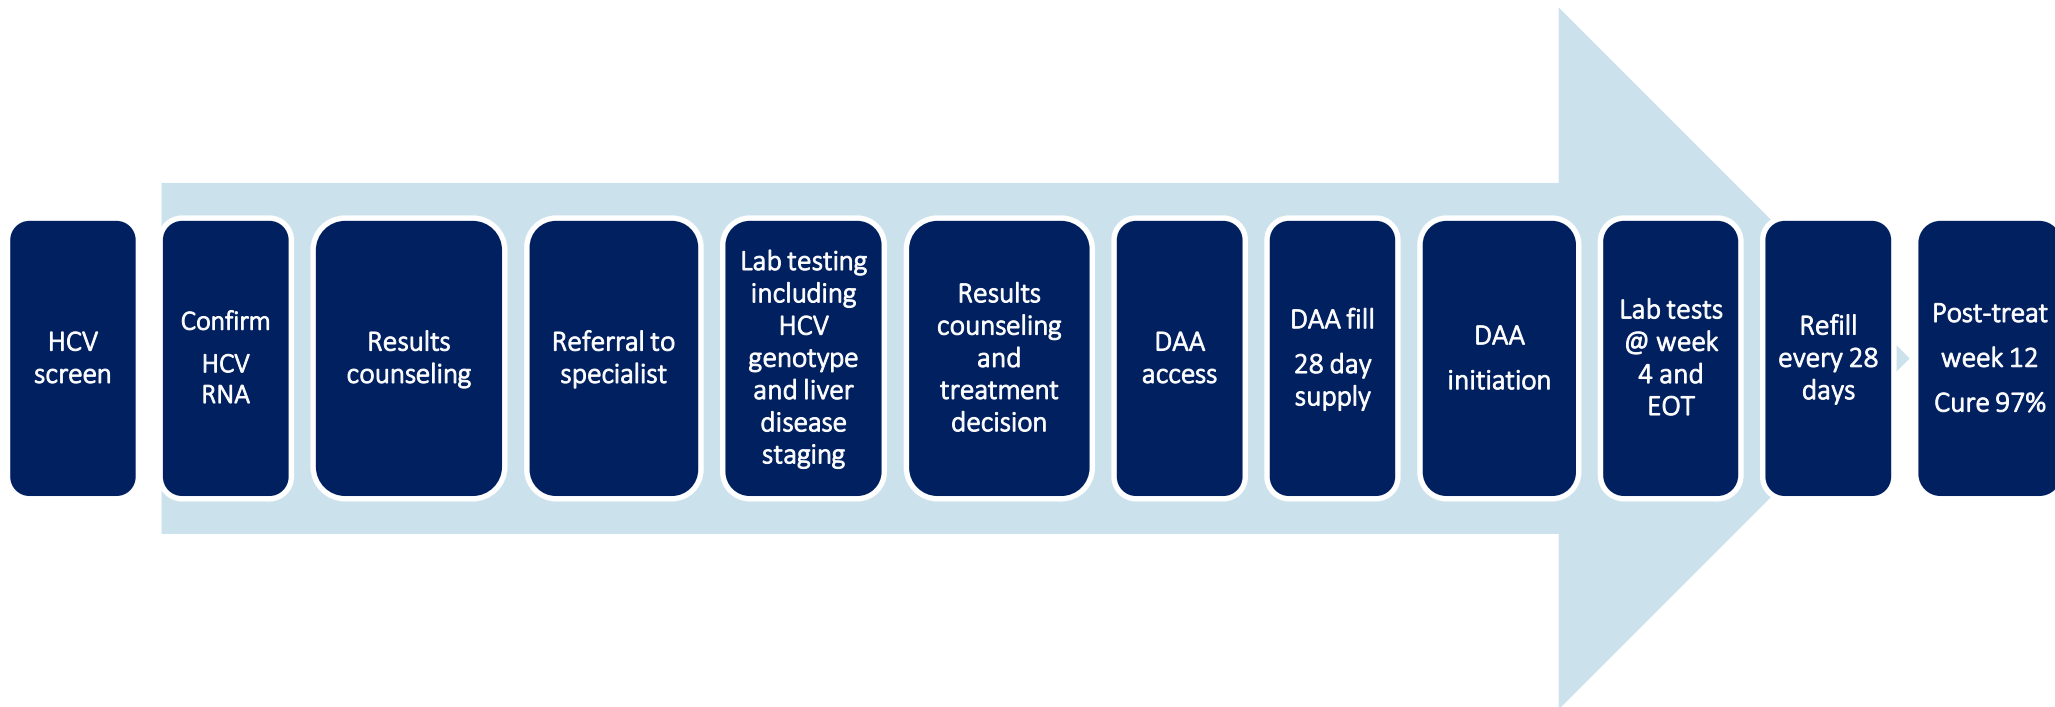 HCV
screen
Confirm
HCV
RNA
Results
counseling
Referral to
specialist
Lab testing
including
HCV
genotype
and liver
disease
staging
Results
counseling
and
treatment
decision
DAA
access
DAA fill
28 day
supply
DAA
initiation
Lab tests
@ week
4 and
EOT
Refill
every 28
days
Post-treat
week 12
Cure 97%